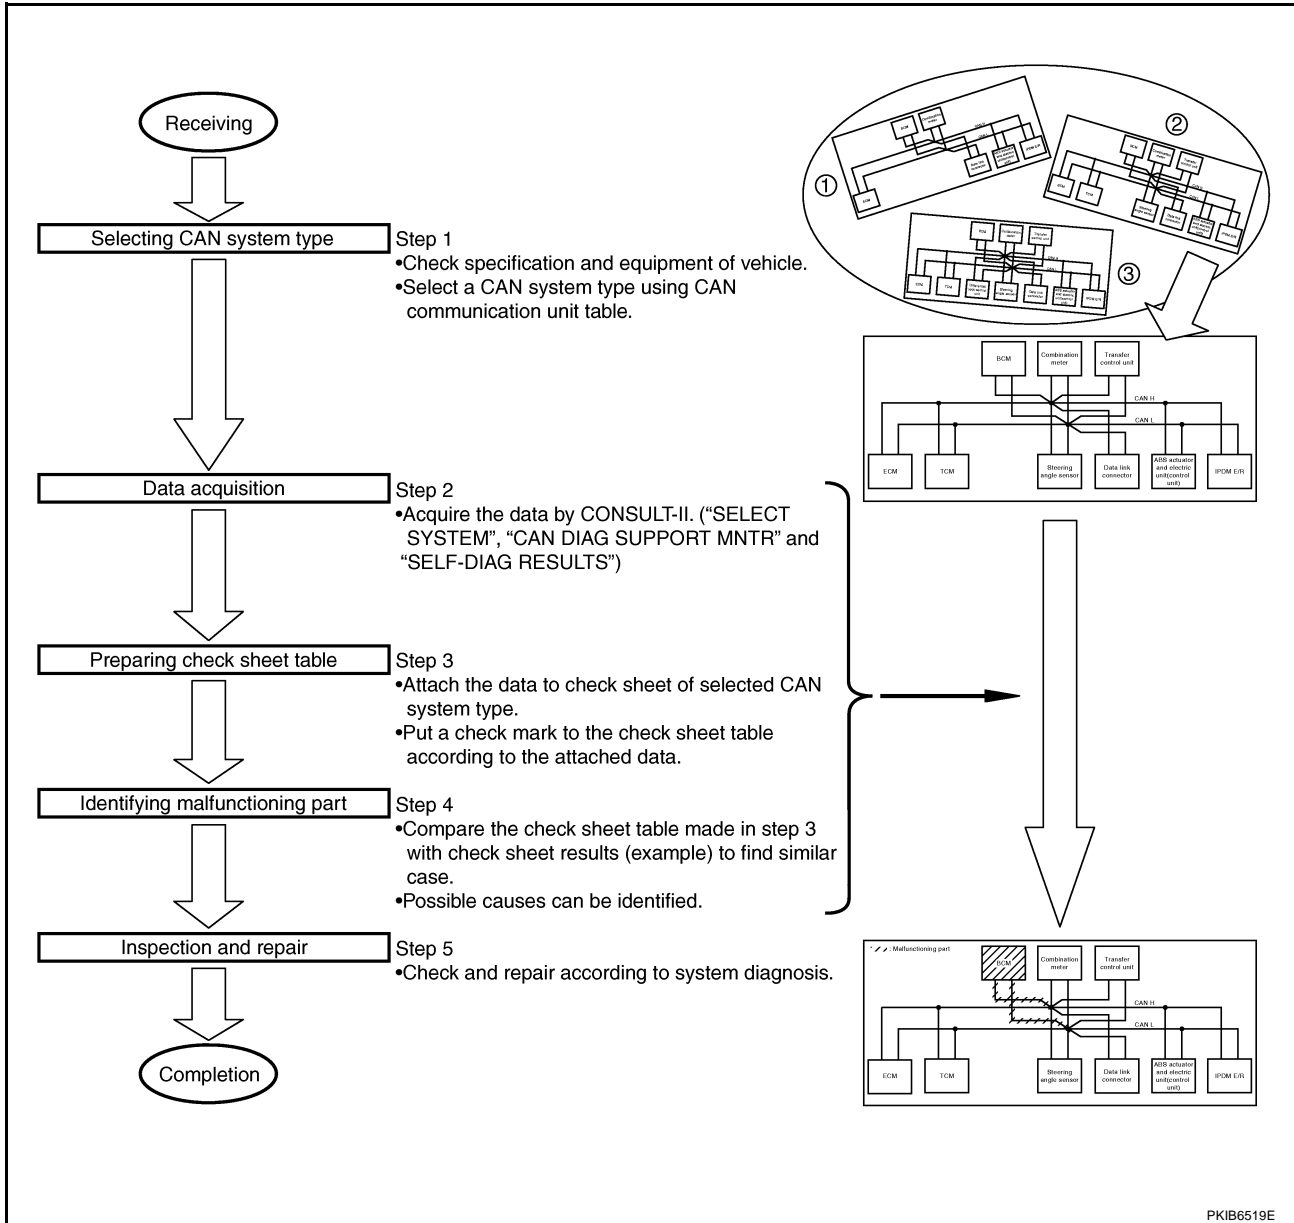 Receiving
Selecting CAN system type
Step 1
•Check specification and equipment of vehicle.
•Select a CAN system type using CAN
communication unit table.
Data acquisition
Step 2
•Acquire the data by CONSULT-II. (“SELECT
SYSTEM”, “CAN DIAG SUPPORT MNTR” and
“SELF-DIAG RESULTS”)
Preparing check sheet table
Step 3
•Attach the data to check sheet of selected CAN
system type.
•Put a check mark to the check sheet table
according to the attached data.
Identifying malfunctioning part
Step 4
•Compare the check sheet table made in step 3
with check sheet results (example) to find similar
case.
•Possible causes can be identified.
Inspection and repair
Step 5
•Check and repair according to system diagnosis.
Completion
①
②
③
BCM
Combination
meter
Transfer
control unit
CAN H
CAN L
ECM
TCM
Steering
angle sensor
Data link
connector
ABS actuator
and electric
unit(control
unit)
IPDM E/R
: Malfunctioning part
BCM
Combination
meter
Transfer
control unit
CAN H
CAN L
ECM
TCM
Steering
angle sensor
Data link
connector
ABS actuator
and electric
unit(control
unit)
IPDM E/R
PKIB6519E